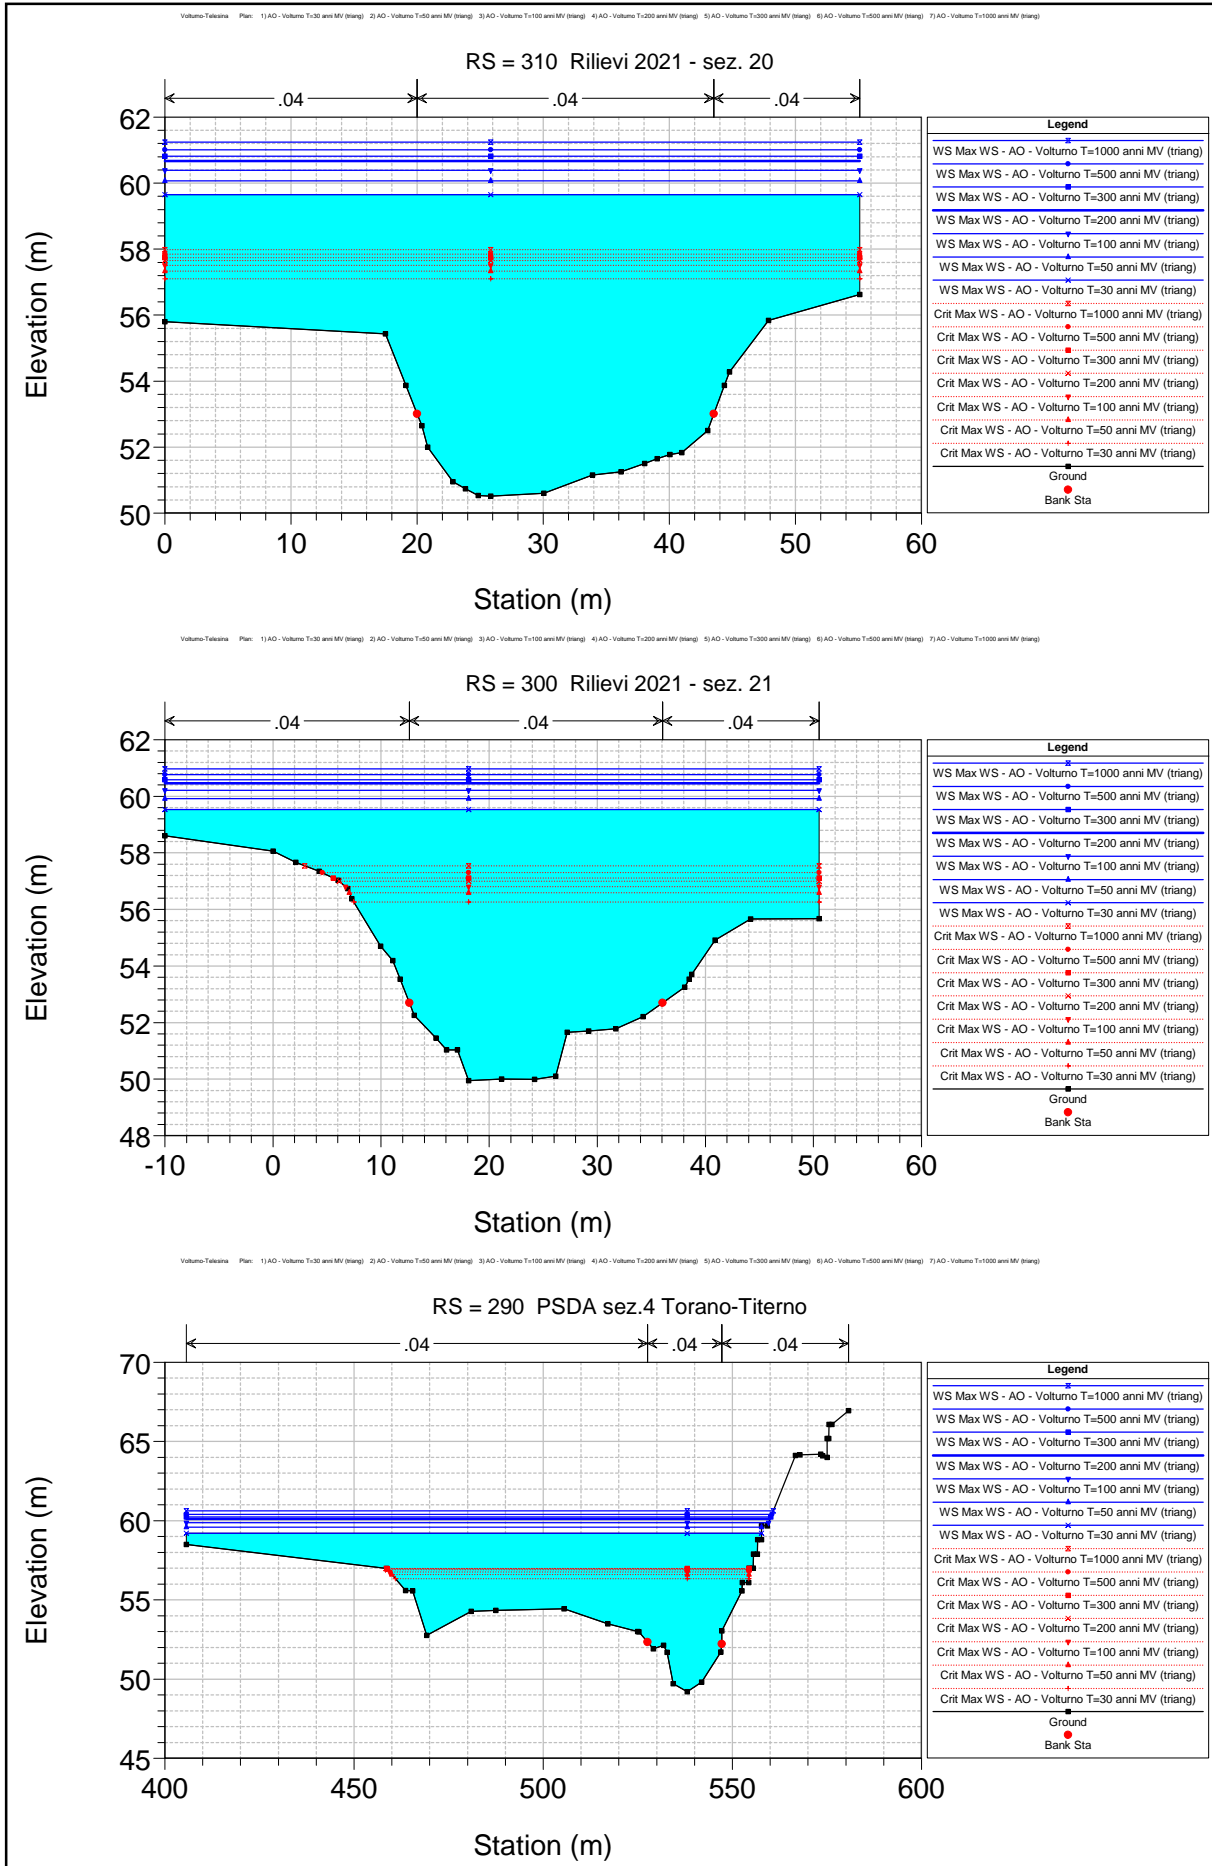 Volturno-Telesina Plan: 1) AO - Volturno T=30 anni MV (triang) 2) AO - Volturno T=50 anni MV (triang) 3) AO - Volturno T=100 anni MV (triang) 4) AO - Volturno T=200 anni MV (triang) 5) AO - Volturno T=300 anni MV (triang) 6) AO - Volturno T=500 anni MV (triang) 7) AO - Volturno T=1000 anni MV (triang)
RS = 310 Rilievi 2021 - sez. 20
.04 .04 .04
62
60
58
56
54
52
50
0 10 20 30 40 50 60
Elevation (m)
Station (m)
Legend
WS Max WS - AO - Volturno T=1000 anni MV (triang)
WS Max WS - AO - Volturno T=500 anni MV (triang)
WS Max WS - AO - Volturno T=300 anni MV (triang)
WS Max WS - AO - Volturno T=200 anni MV (triang)
WS Max WS - AO - Volturno T=100 anni MV (triang)
WS Max WS - AO - Volturno T=50 anni MV (triang)
WS Max WS - AO - Volturno T=30 anni MV (triang)
Crit Max WS - AO - Volturno T=1000 anni MV (triang)
Crit Max WS - AO - Volturno T=500 anni MV (triang)
Crit Max WS - AO - Volturno T=300 anni MV (triang)
Crit Max WS - AO - Volturno T=200 anni MV (triang)
Crit Max WS - AO - Volturno T=100 anni MV (triang)
Crit Max WS - AO - Volturno T=50 anni MV (triang)
Crit Max WS - AO - Volturno T=30 anni MV (triang)
Ground
Bank Sta
Volturno-Telesina Plan: 1) AO - Volturno T=30 anni MV (triang) 2) AO - Volturno T=50 anni MV (triang) 3) AO - Volturno T=100 anni MV (triang) 4) AO - Volturno T=200 anni MV (triang) 5) AO - Volturno T=300 anni MV (triang) 6) AO - Volturno T=500 anni MV (triang) 7) AO - Volturno T=1000 anni MV (triang)
RS = 300 Rilievi 2021 - sez. 21
.04 .04 .04
62
60
58
56
54
52
50
48
-10 0 10 20 30 40 50 60
Elevation (m)
Station (m)
Legend
WS Max WS - AO - Volturno T=1000 anni MV (triang)
WS Max WS - AO - Volturno T=500 anni MV (triang)
WS Max WS - AO - Volturno T=300 anni MV (triang)
WS Max WS - AO - Volturno T=200 anni MV (triang)
WS Max WS - AO - Volturno T=100 anni MV (triang)
WS Max WS - AO - Volturno T=50 anni MV (triang)
WS Max WS - AO - Volturno T=30 anni MV (triang)
Crit Max WS - AO - Volturno T=1000 anni MV (triang)
Crit Max WS - AO - Volturno T=500 anni MV (triang)
Crit Max WS - AO - Volturno T=300 anni MV (triang)
Crit Max WS - AO - Volturno T=200 anni MV (triang)
Crit Max WS - AO - Volturno T=100 anni MV (triang)
Crit Max WS - AO - Volturno T=50 anni MV (triang)
Crit Max WS - AO - Volturno T=30 anni MV (triang)
Ground
Bank Sta
Volturno-Telesina Plan: 1) AO - Volturno T=30 anni MV (triang) 2) AO - Volturno T=50 anni MV (triang) 3) AO - Volturno T=100 anni MV (triang) 4) AO - Volturno T=200 anni MV (triang) 5) AO - Volturno T=300 anni MV (triang) 6) AO - Volturno T=500 anni MV (triang) 7) AO - Volturno T=1000 anni MV (triang)
RS = 290 PSDA sez.4 Torano-Titerno
.04 .04 .04
70
65
60
55
50
45
400 450 500 550 600
Elevation (m)
Station (m)
Legend
WS Max WS - AO - Volturno T=1000 anni MV (triang)
WS Max WS - AO - Volturno T=500 anni MV (triang)
WS Max WS - AO - Volturno T=300 anni MV (triang)
WS Max WS - AO - Volturno T=200 anni MV (triang)
WS Max WS - AO - Volturno T=100 anni MV (triang)
WS Max WS - AO - Volturno T=50 anni MV (triang)
WS Max WS - AO - Volturno T=30 anni MV (triang)
Crit Max WS - AO - Volturno T=1000 anni MV (triang)
Crit Max WS - AO - Volturno T=500 anni MV (triang)
Crit Max WS - AO - Volturno T=300 anni MV (triang)
Crit Max WS - AO - Volturno T=200 anni MV (triang)
Crit Max WS - AO - Volturno T=100 anni MV (triang)
Crit Max WS - AO - Volturno T=50 anni MV (triang)
Crit Max WS - AO - Volturno T=30 anni MV (triang)
Ground
Bank Sta